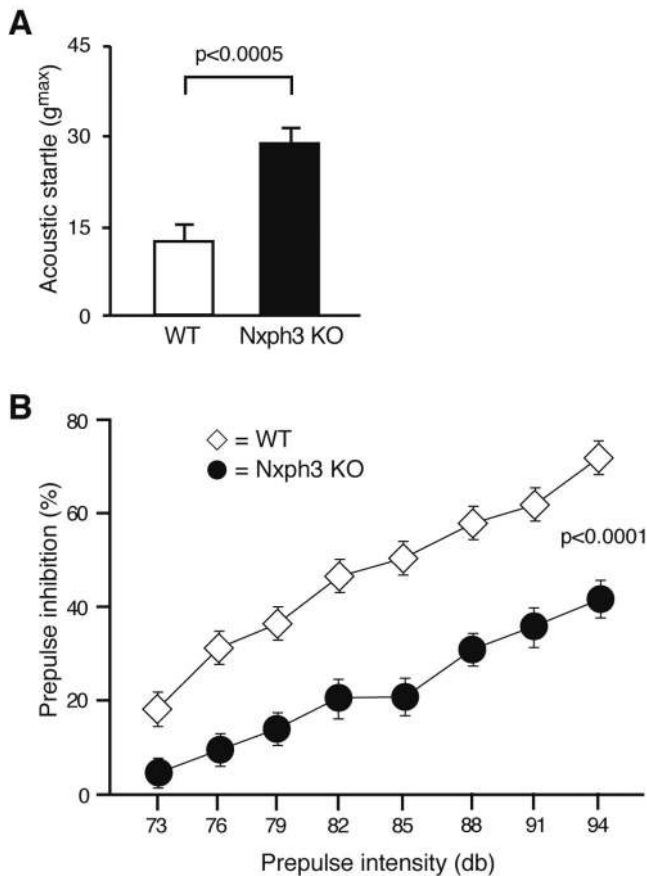 A
45
p<0.0005
30
15
0
Acoustic startle (gmax)
WT
Nxph3 KO
B
80
= WT
= Nxph3 KO
60
p<0.0001
40
20
0
Prepulse inhibition (%)
73 76 79 82 85 88 91 94
Prepulse intensity (db)